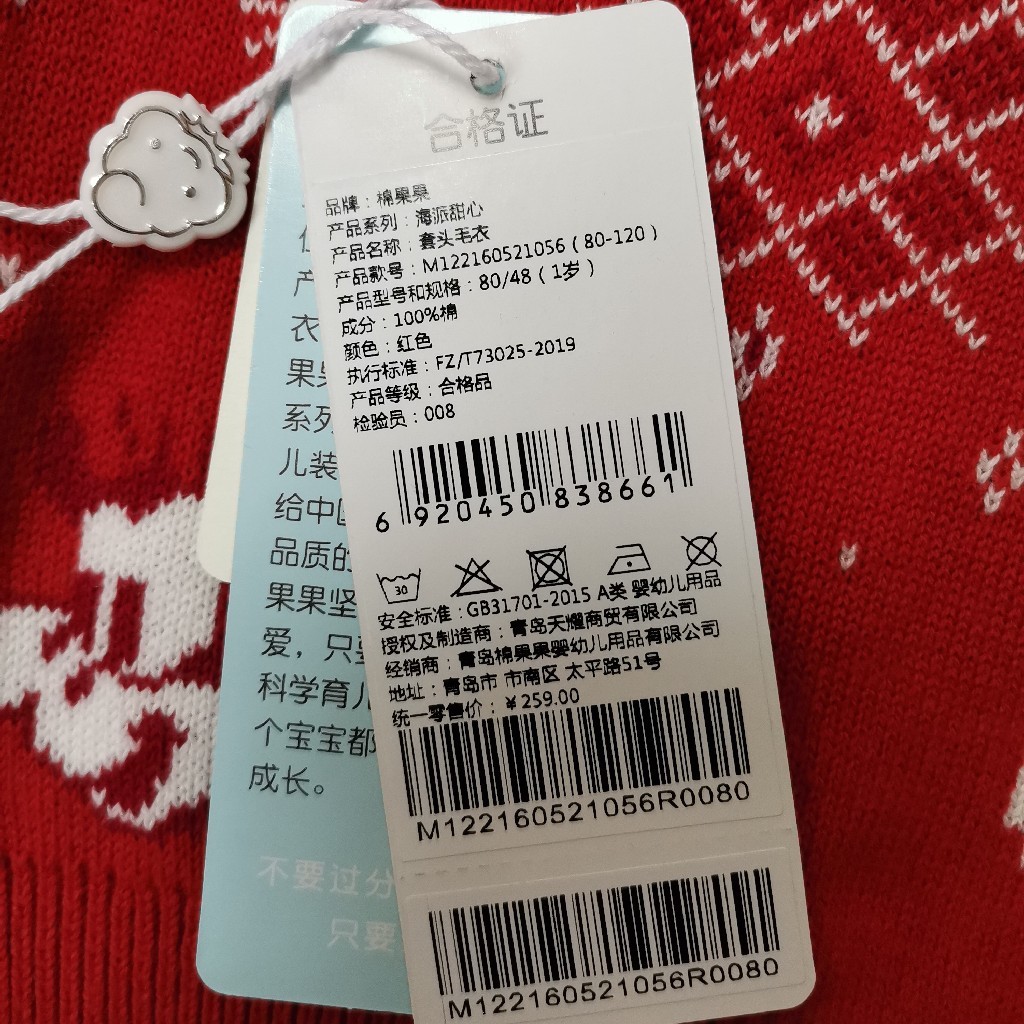 合格证
品牌：棉果果
产品系列：海派甜心
产品名称：套头毛衣
产品款号：M122160521056（80-120）
产品型号和规格：80/48（1岁）
成分：100%棉
颜色：红色
执行标准：FZ/T73025-2019
产品等级：合格品
检验员：008
6 920450 838661
30
安全标准：GB31701-2015 A类 婴幼儿用品
授权及制造商：青岛天耀商贸有限公司
经销商：青岛棉果果婴幼儿用品有限公司
地址：青岛市 市南区 太平路51号
统一零售价：￥259.00
M122160521056R0080
M122160521056R0080
产
衣
果果
系列
儿装
给中国
品质的
果果坚
爱，只要
科学育儿
个宝宝都
成长。
不要过分
只要